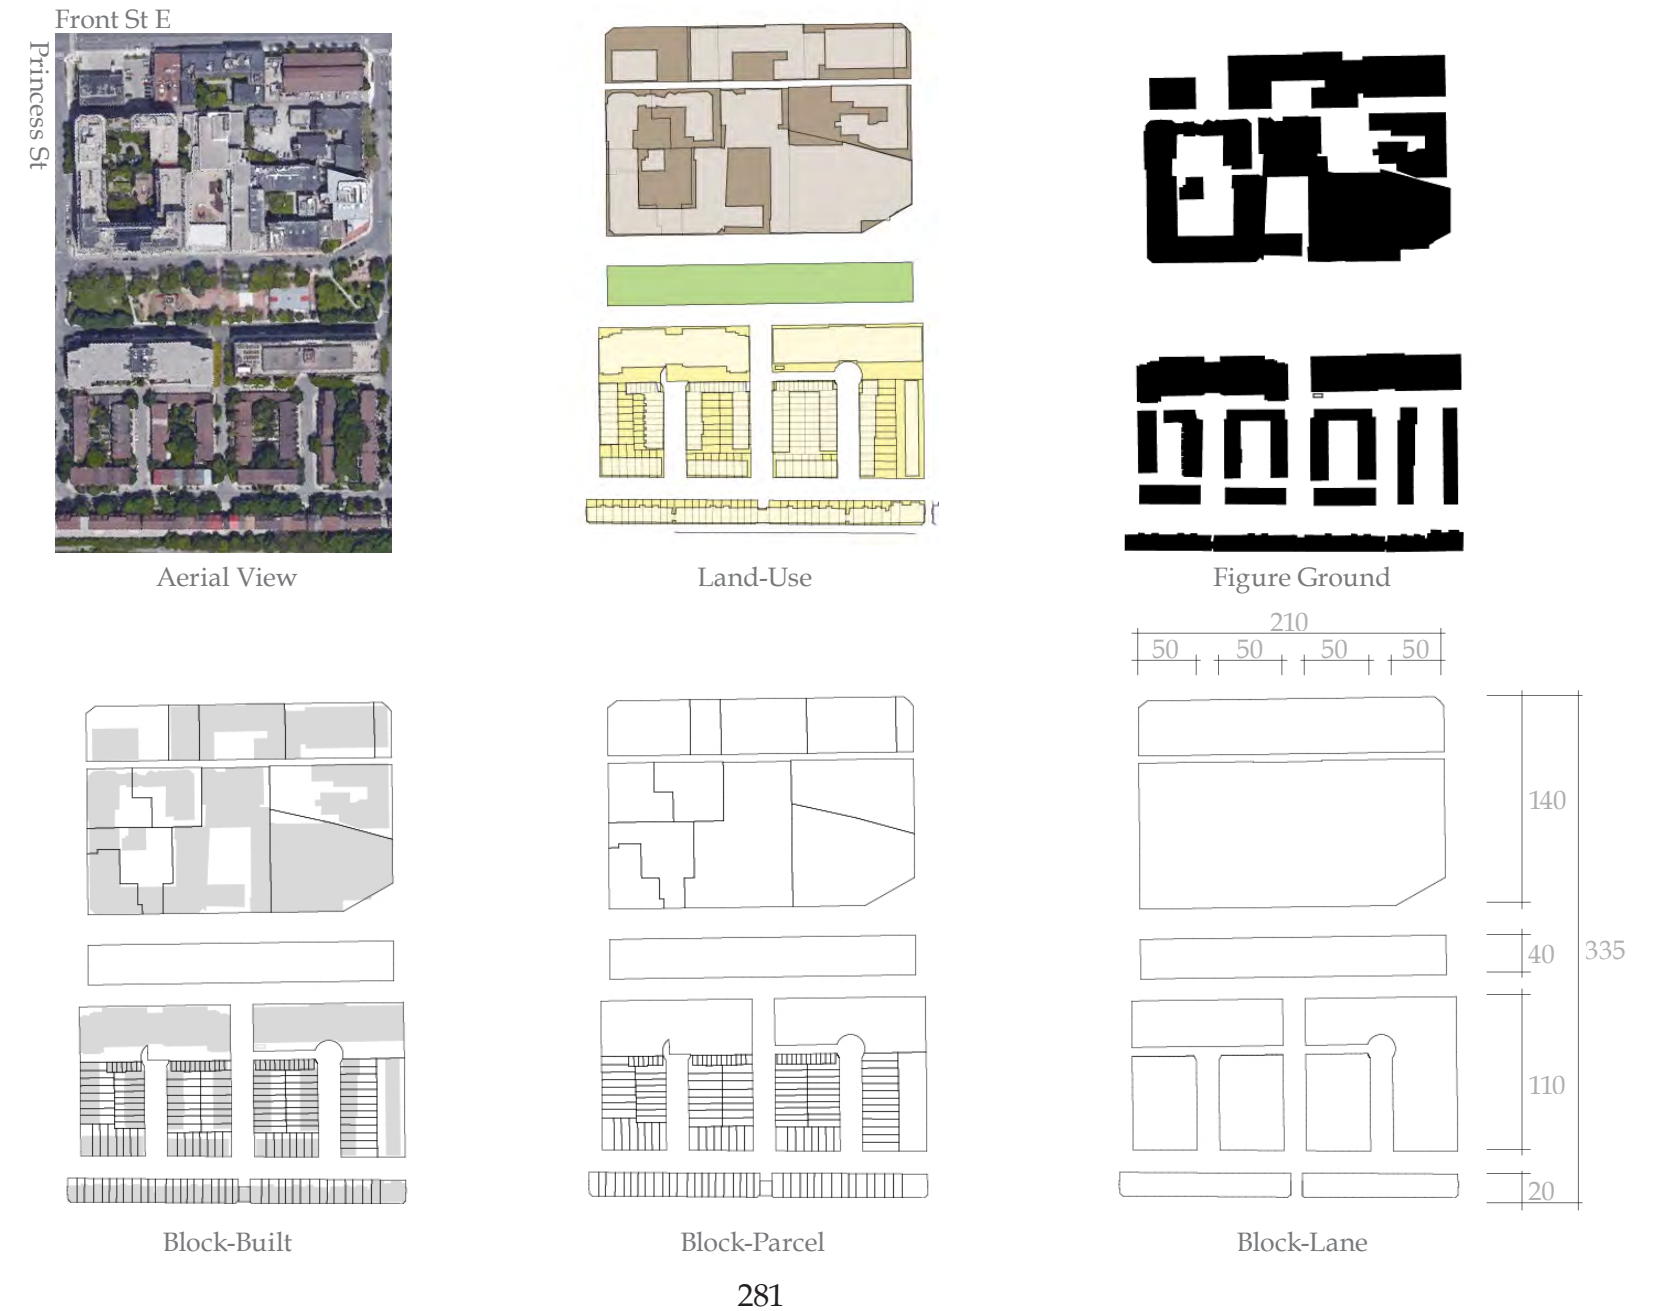 Front St E
Princess St
Aerial View
Land-Use
Figure Ground
210
50 50 50 50
140
40
335
110
20
Block-Built
Block-Parcel
Block-Lane
281